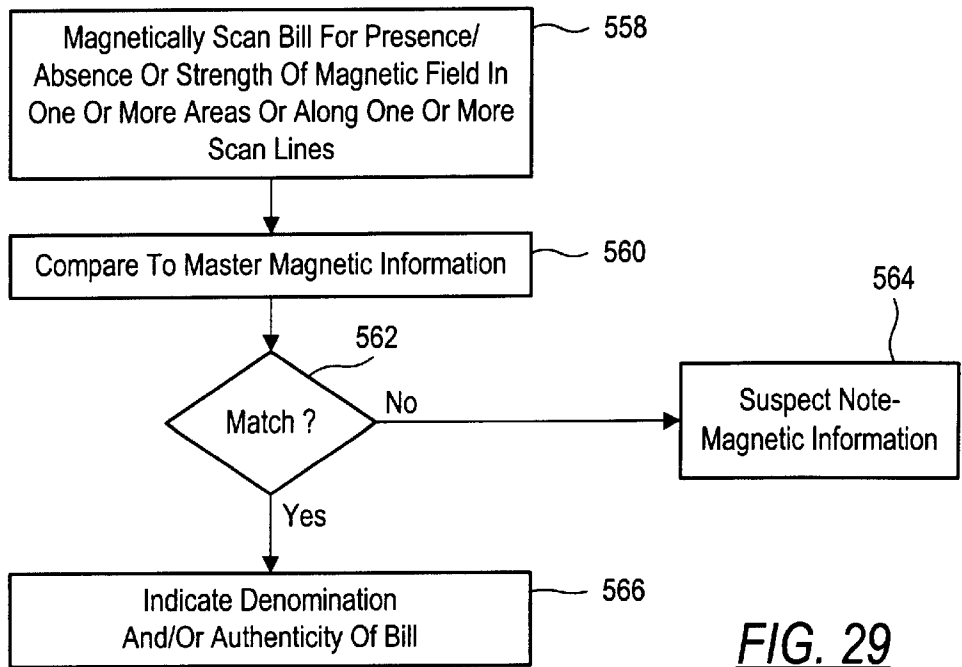 Magnetically Scan Bill For Presence/
Absence Or Strength Of Magnetic Field In
One Or More Areas Or Along One Or More
Scan Lines
558
Compare To Master Magnetic Information
560
562
Match ?
No
564
Suspect Note-
Magnetic Information
Yes
Indicate Denomination
And/Or Authenticity Of Bill
566
FIG. 29